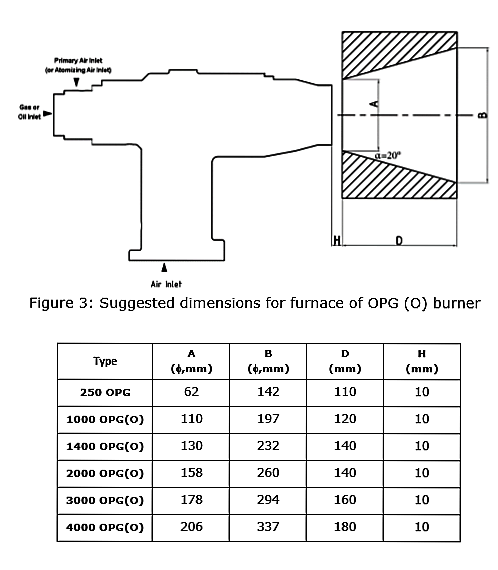 Primary Air Inlet
(or Atomizing Air Inlet)
Gas or
Oil Inlet
A
B
α=20°
H
D
Air Inlet
Figure 3: Suggested dimensions for furnace of OPG (O) burner
Type A (ϕ,mm) B (ϕ,mm) D (mm) H (mm)
250 OPG 62 142 110 10
1000 OPG(O) 110 197 120 10
1400 OPG(O) 130 232 140 10
2000 OPG(O) 158 260 140 10
3000 OPG(O) 178 294 160 10
4000 OPG(O) 206 337 180 10